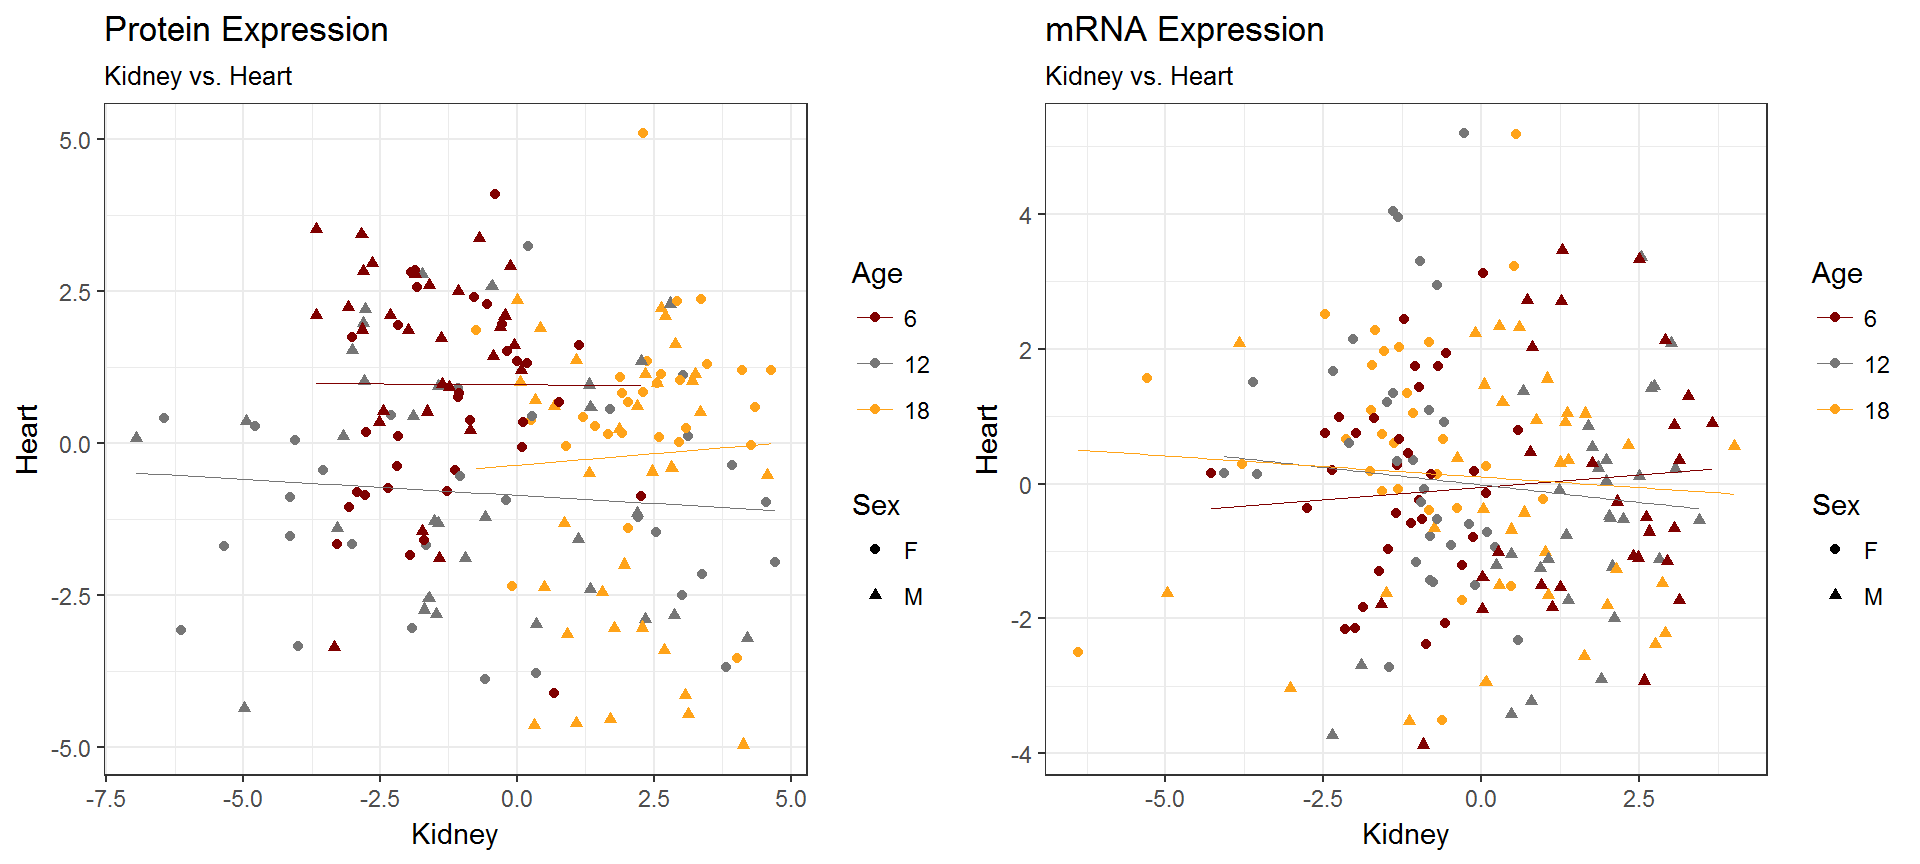 Protein Expression
Kidney vs. Heart
Heart
5.0
2.5
0.0
-2.5
-5.0
-7.5 -5.0 -2.5 0.0 2.5 5.0
Kidney
Age
6
12
18
Sex
F
M
mRNA Expression
Kidney vs. Heart
Heart
4
2
0
-2
-4
-5.0 -2.5 0.0 2.5
Kidney
Age
6
12
18
Sex
F
M